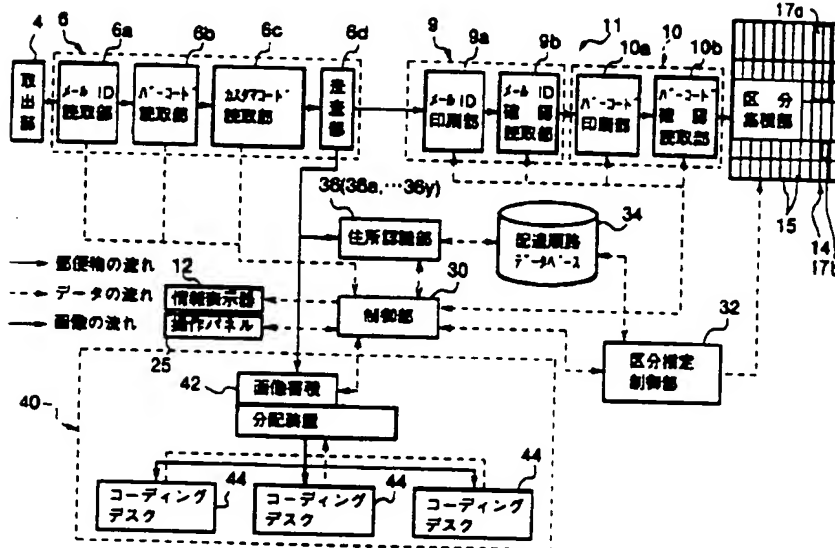 6
6a
6b
6c
6d
4
取出部
メール ID
読取部
バーコード
読取部
カスタマコード
読取部
走査部
9
9a
9b
11
10a
10
10b
17a
メール ID
印刷部
メール ID
確認
読取部
バーコード
印刷部
バーコード
確認
読取部
区分
集積部
36(36a,…36y)
34
住所認識部
配達順路
データベース
15
14
17b
郵便物の流れ
データの流れ
画像の流れ
12
情報表示器
操作パネル
25
30
制御部
32
区分指定
制御部
40
42
画像蓄積
分配装置
44
44
44
コーディング
デスク
コーディング
デスク
コーディング
デスク